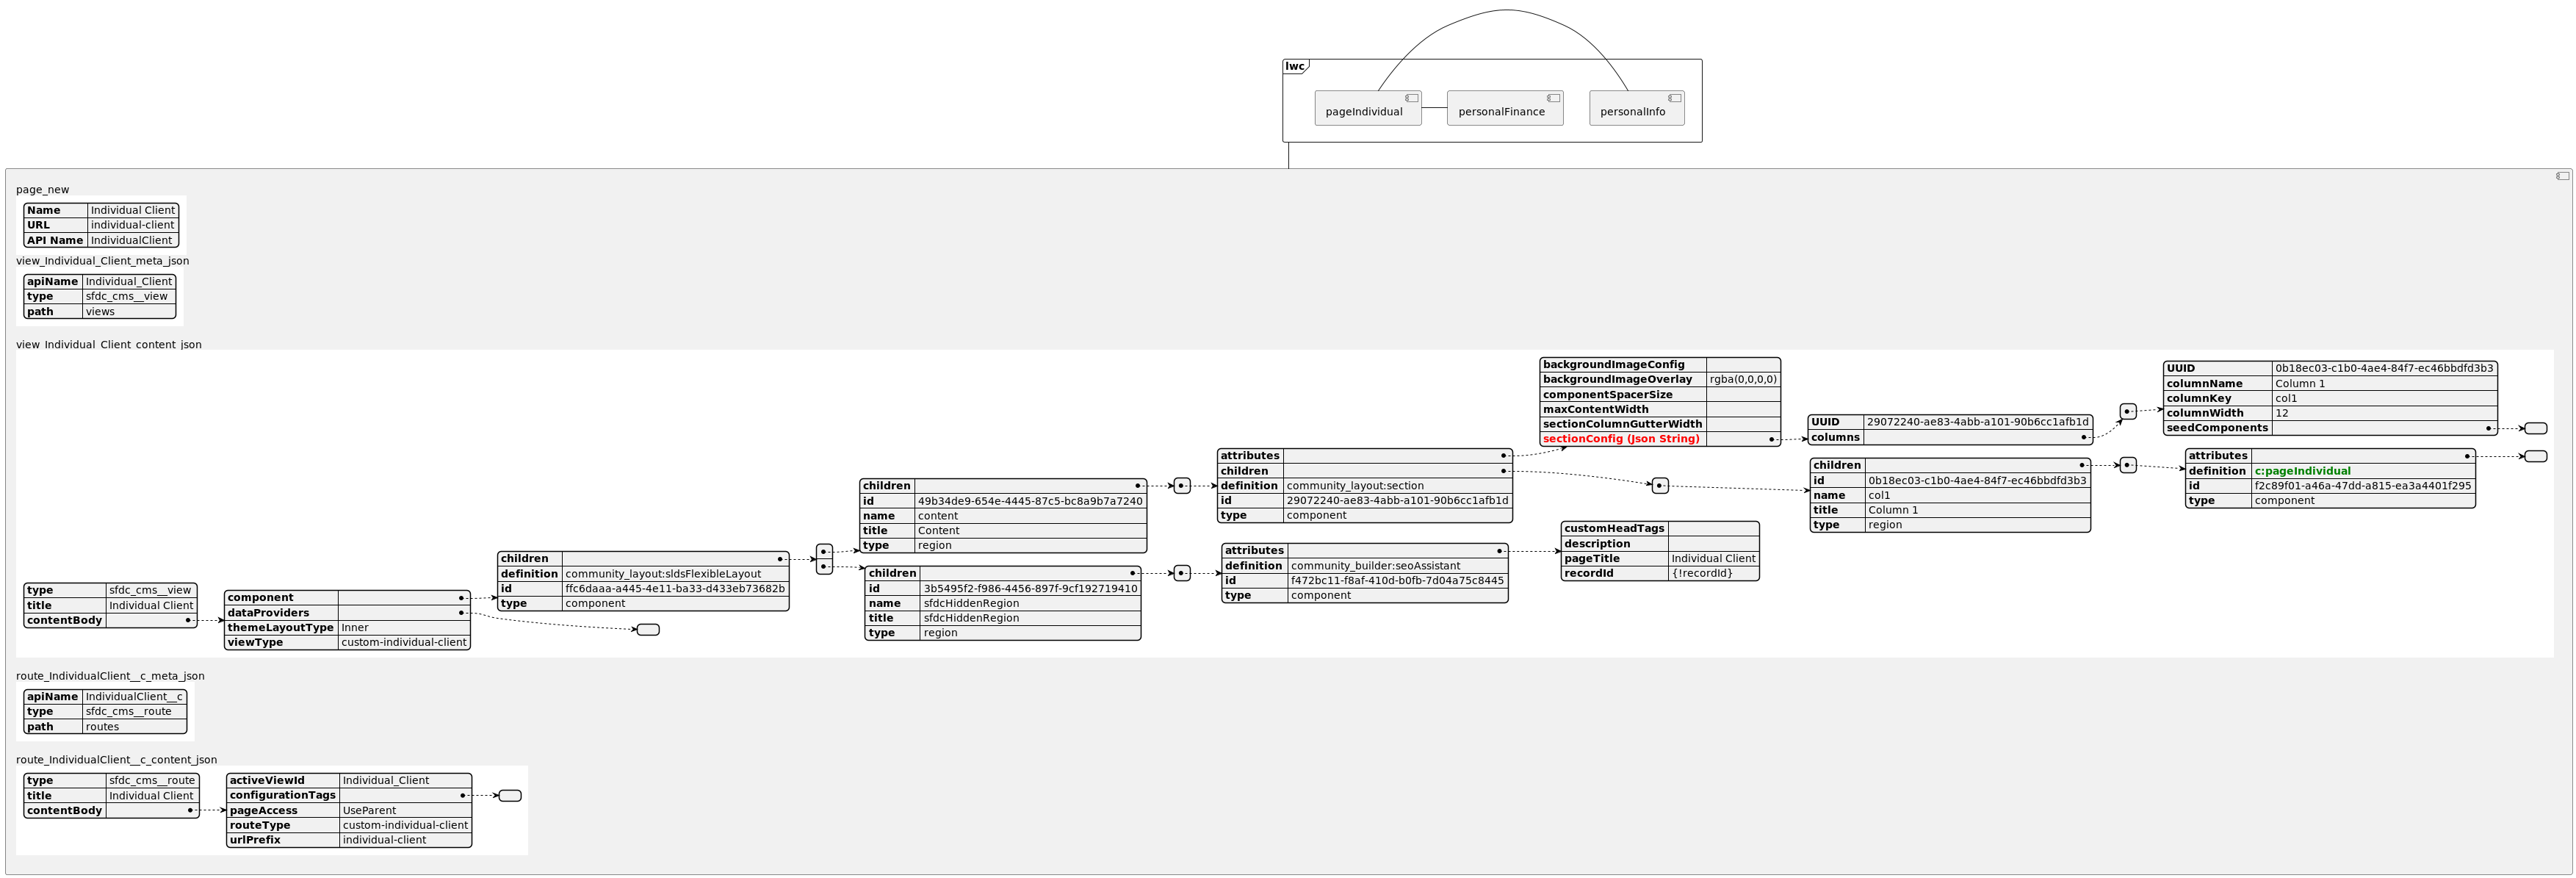 lwc
pageIndividual
personalFinance
personalInfo
page_new
Name Individual Client
URL individual-client
API Name IndividualClient
view_Individual_Client_meta_json
apiName Individual_Client
type sfdc_cms__view
path views
view_Individual_Client_content_json
type sfdc_cms__view
title Individual Client
contentBody
component
dataProviders
themeLayoutType Inner
viewType custom-individual-client
children
definition community_layout:sldsFlexibleLayout
id ffc6daaa-a445-4e11-ba33-d433eb73682b
type component
children
id 49b34de9-654e-4445-87c5-bc8a9b7a7240
name content
title Content
type region
children
id 3b5495f2-f986-4456-897f-9cf192719410
name sfdcHiddenRegion
title sfdcHiddenRegion
type region
attributes
children
definition community_layout:section
id 29072240-ae83-4abb-a101-90b6cc1afb1d
type component
attributes
definition community_builder:seoAssistant
id f472bc11-f8af-410d-b0fb-7d04a75c8445
type component
backgroundImageConfig
backgroundImageOverlay rgba(0,0,0,0)
componentSpacerSize
maxContentWidth
sectionColumnGutterWidth
sectionConfig (Json String)
customHeadTags
description
pageTitle Individual Client
recordId {!recordId}
UUID 29072240-ae83-4abb-a101-90b6cc1afb1d
columns
children
id 0b18ec03-c1b0-4ae4-84f7-ec46bbdfd3b3
name col1
title Column 1
type region
UUID 0b18ec03-c1b0-4ae4-84f7-ec46bbdfd3b3
columnName Column 1
columnKey col1
columnWidth 12
seedComponents
attributes
definition c:pageIndividual
id f2c89f01-a46a-47dd-a815-ea3a4401f295
type component
route_IndividualClient__c_meta_json
apiName IndividualClient__c
type sfdc_cms__route
path routes
route_IndividualClient__c_content_json
type sfdc_cms__route
title Individual Client
contentBody
activeViewId Individual_Client
configurationTags
pageAccess UseParent
routeType custom-individual-client
urlPrefix individual-client